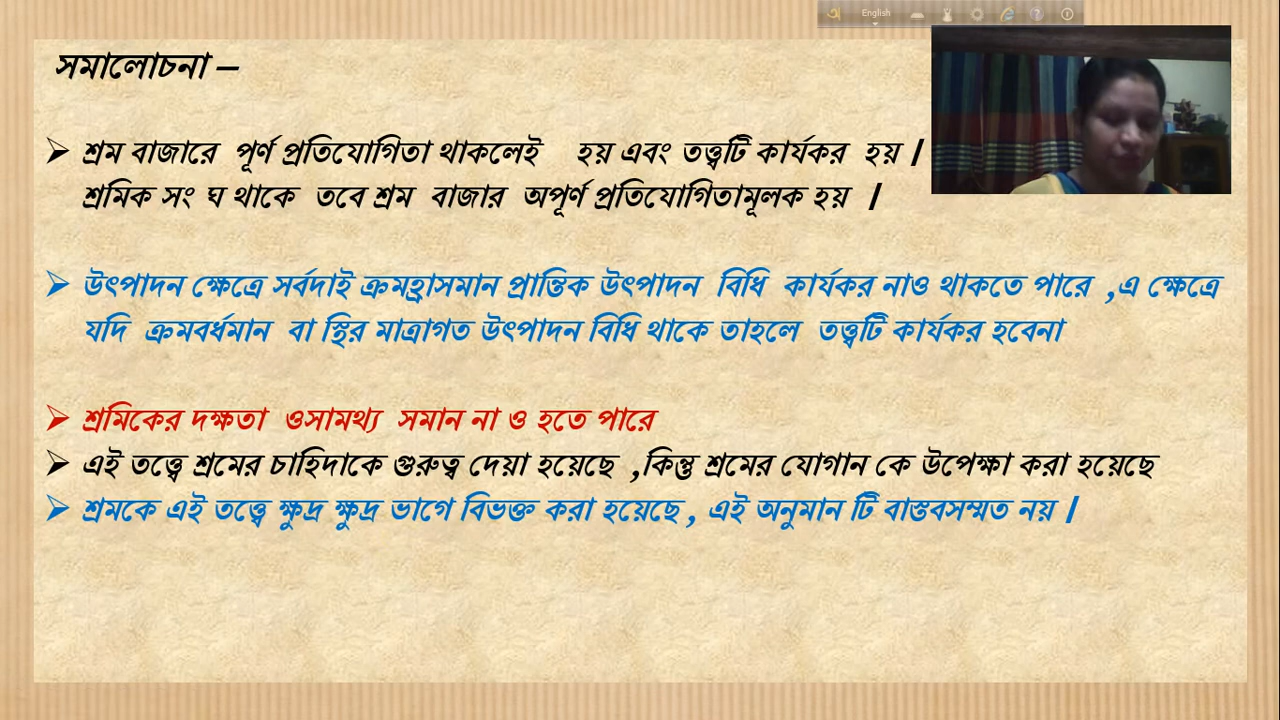 অ English
সমালোচনা –
শ্রম বাজারে পূর্ণ প্রতিযোগিতা থাকলেই হয় এবং তত্ত্বটি কার্যকর হয় |
শ্রমিক সং ঘ থাকে তবে শ্রম বাজার অপূর্ণ প্রতিযোগিতামূলক হয় |
উৎপাদন ক্ষেত্রে সর্বদাই ক্রমহ্রাসমান প্রান্তিক উৎপাদন বিধি কার্যকর নাও থাকতে পারে ,এ ক্ষেত্রে
যদি ক্রমবর্ধমান বা স্থির মাত্রাগত উৎপাদন বিধি থাকে তাহলে তত্ত্বটি কার্যকর হবেনা
শ্রমিকের দক্ষতা ওসামথ্য সমান না ও হতে পারে
এই তত্ত্বে শ্রমের চাহিদাকে গুরুত্ব দেয়া হয়েছে ,কিন্তু শ্রমের যোগান কে উপেক্ষা করা হয়েছে
শ্রমকে এই তত্ত্বে ক্ষুদ্র ক্ষুদ্র ভাগে বিভক্ত করা হয়েছে, এই অনুমান টি বাস্তবসম্মত নয় |